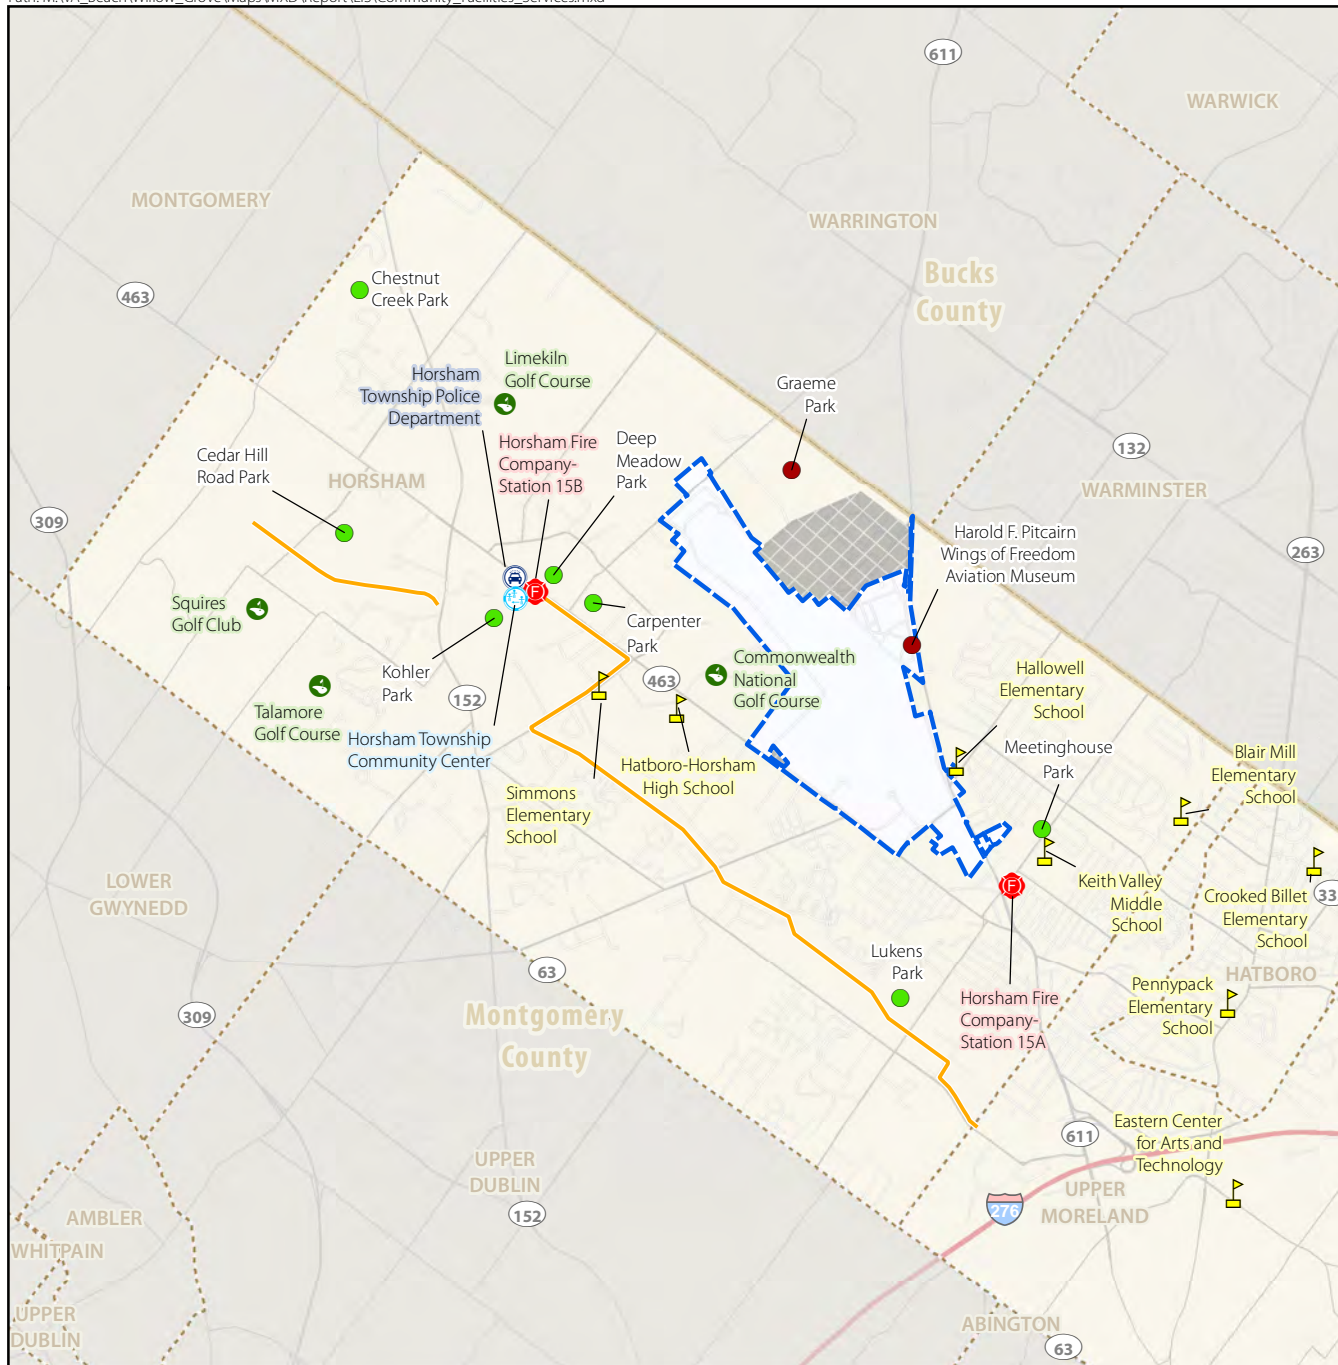 611
WARWICK
MONTGOMERY
WARRINGTON
Bucks
County
463
Chestnut
Creek Park
Limekiln
Golf Course
Horsham
Township Police
Department
Graeme
Park
Horsham Fire
Company-
Station 15B
Deep
Meadow
Park
132
Cedar Hill
Road Park
HORSHAM
WARMINSTER
309
Harold F. Pitcairn
Wings of Freedom
Aviation Museum
263
F
Squires
Golf Club
Carpenter
Park
Kohler
Park
463
Commonwealth
National
Golf Course
Hallowell
Elementary
School
152
Talamore
Golf Course
Horsham Township
Community Center
Hatboro-Horsham
High School
Meetinghouse
Park
Blair Mill
Elementary
School
Simmons
Elementary
School
LOWER
GWYNEDD
F
Keith Valley
Middle
School
Crooked Billet
Elementary
School
33
Lukens
Park
63
HATBORO
Pennypack
Elementary
School
Horsham Fire
Company-
Station 15A
309
Montgomery
County
Eastern Center
for Arts and
Technology
611
UPPER
DUBLIN
152
276
UPPER
MORELAND
AMBLER
WHITPAIN
UPPER
DUBLIN
ABINGTON
63